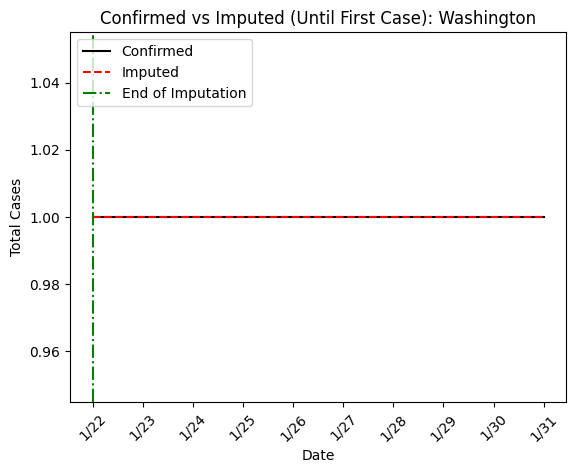 Confirmed vs Imputed (Until First Case): Washington
Confirmed
Imputed
End of Imputation
Total Cases
1.04
1.02
1.00
0.98
0.96
1/22
1/23
1/24
1/25
1/26
1/27
1/28
1/29
1/30
1/31
Date